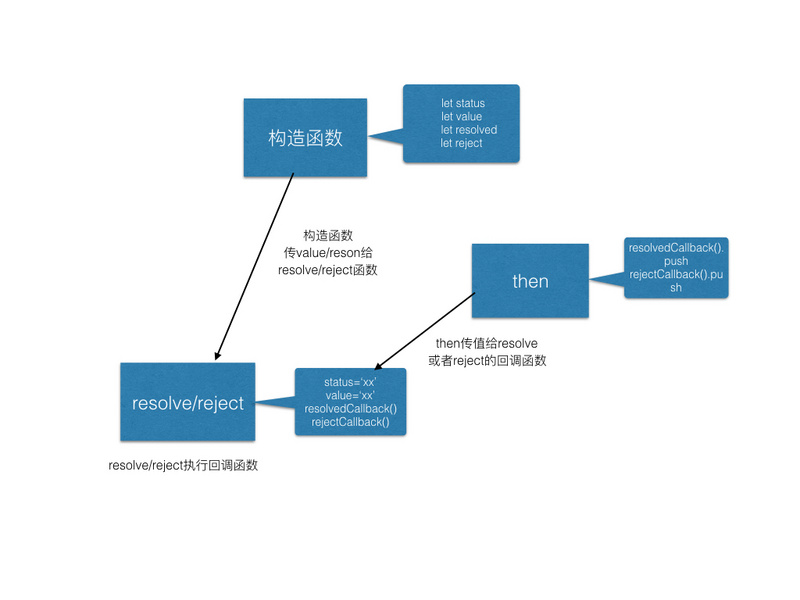 构造函数
let status
let value
let resolved
let reject
构造函数
传value/reson给
resolve/reject函数
then
resolvedCallback().
push
rejectCallback().pu
sh
then传值给resolve
或者reject的回调函数
resolve/reject
status=‘xx’
value=‘xx’
resolvedCallback()
rejectCallback()
resolve/reject执行回调函数